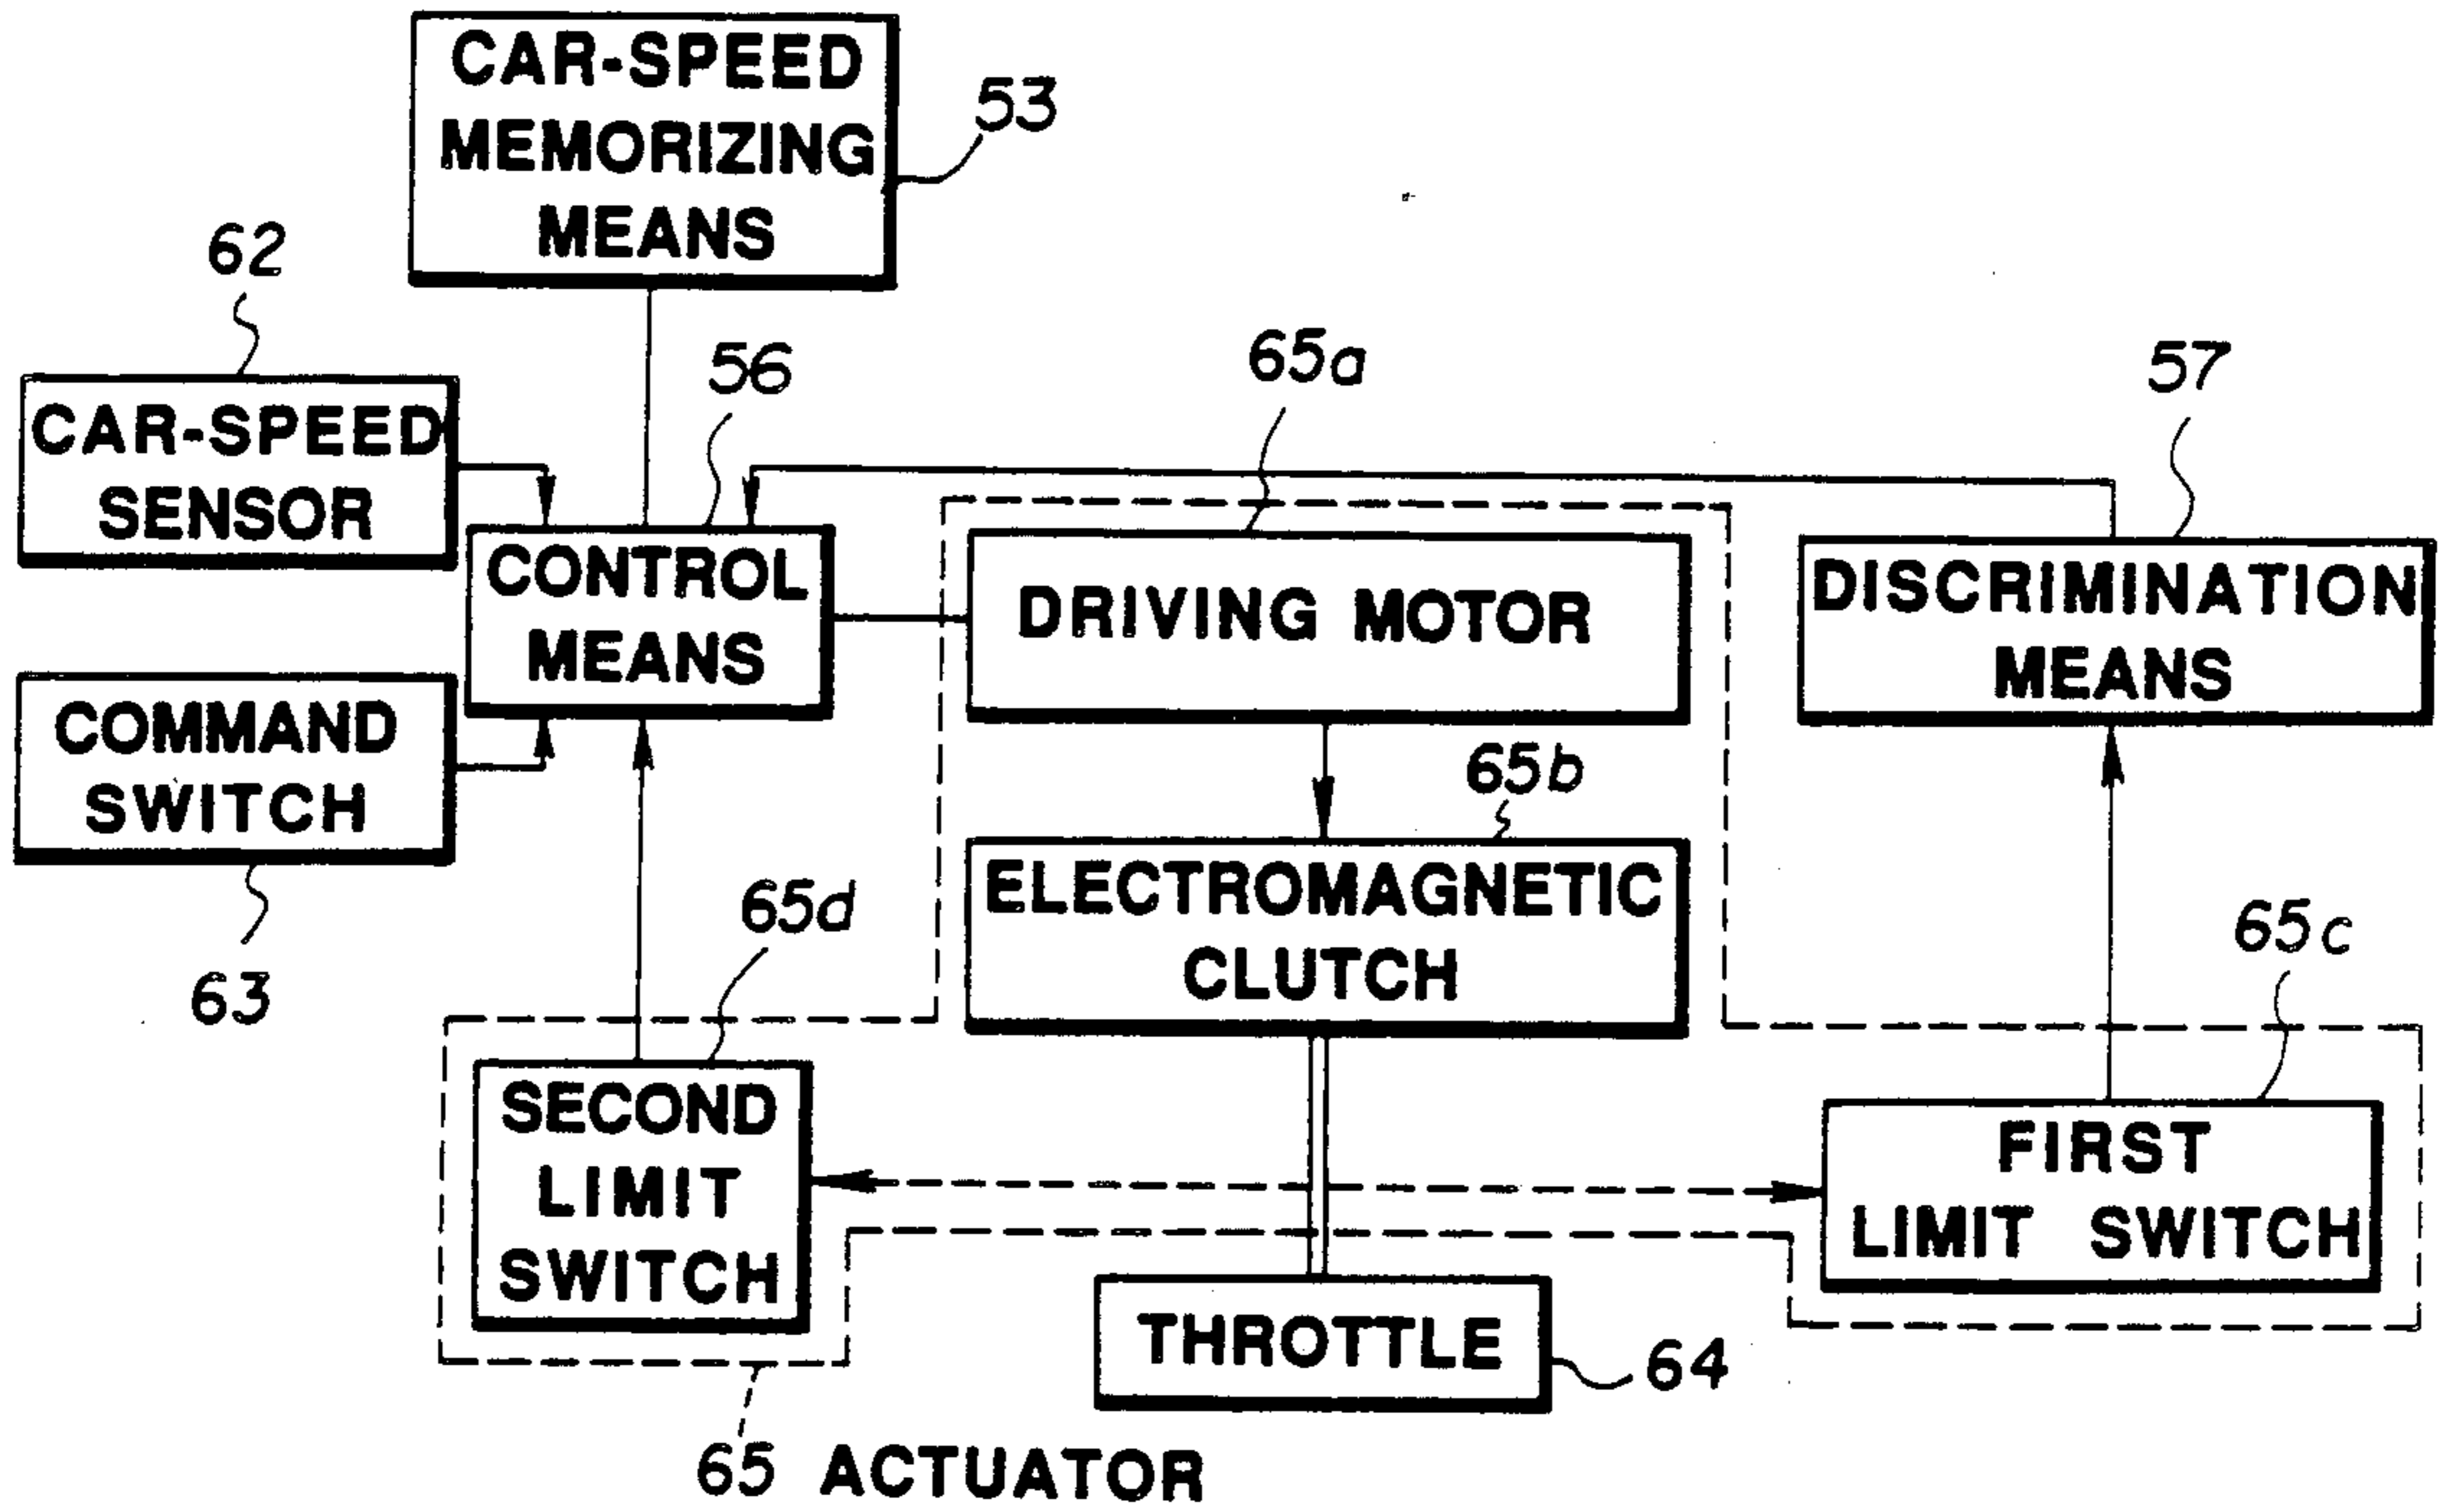 CAR-SPEED
MEMORIZING
MEANS
53
62
CAR-SPEED
SENSOR
56
CONTROL
MEANS
65a
DRIVING MOTOR
57
DISCRIMINATION
MEANS
COMMAND
SWITCH
63
65b
ELECTROMAGNETIC
CLUTCH
65d
SECOND
LIMIT
SWITCH
65c
FIRST
LIMIT SWITCH
THROTTLE
64
65 ACTUATOR